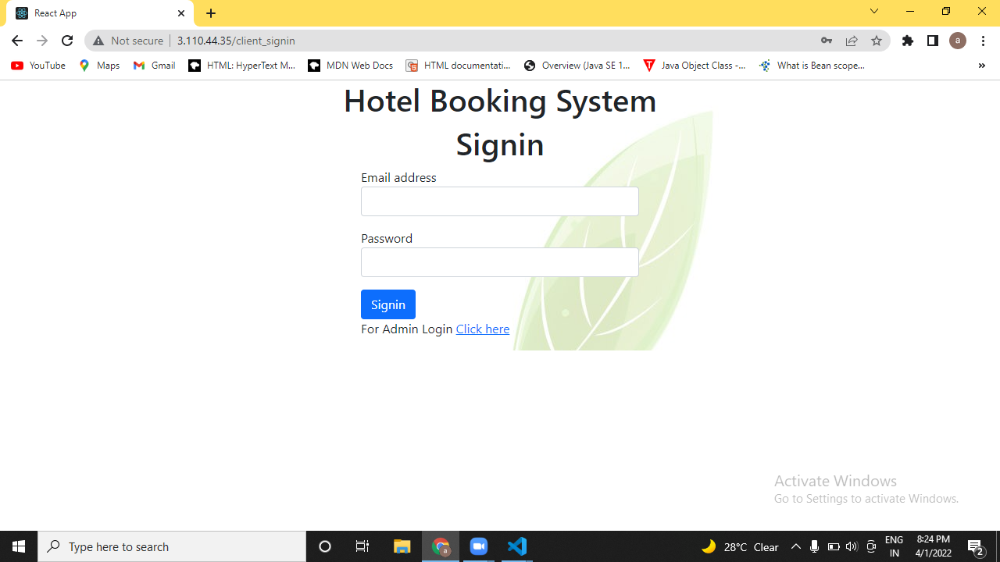 React App
Not secure
3.110.44.35/client_signin
a
YouTube
Maps
Gmail
HTML: HyperText M...
MDN Web Docs
HTML documentati...
Overview (Java SE 1...
Java Object Class -...
What is Bean scope...
»
Hotel Booking System
Signin
Email address
Password
Signin
For Admin Login Click here
Activate Windows
Go to Settings to activate Windows.
Type here to search
a
28°C Clear
ENG
IN
8:24 PM
4/1/2022
2